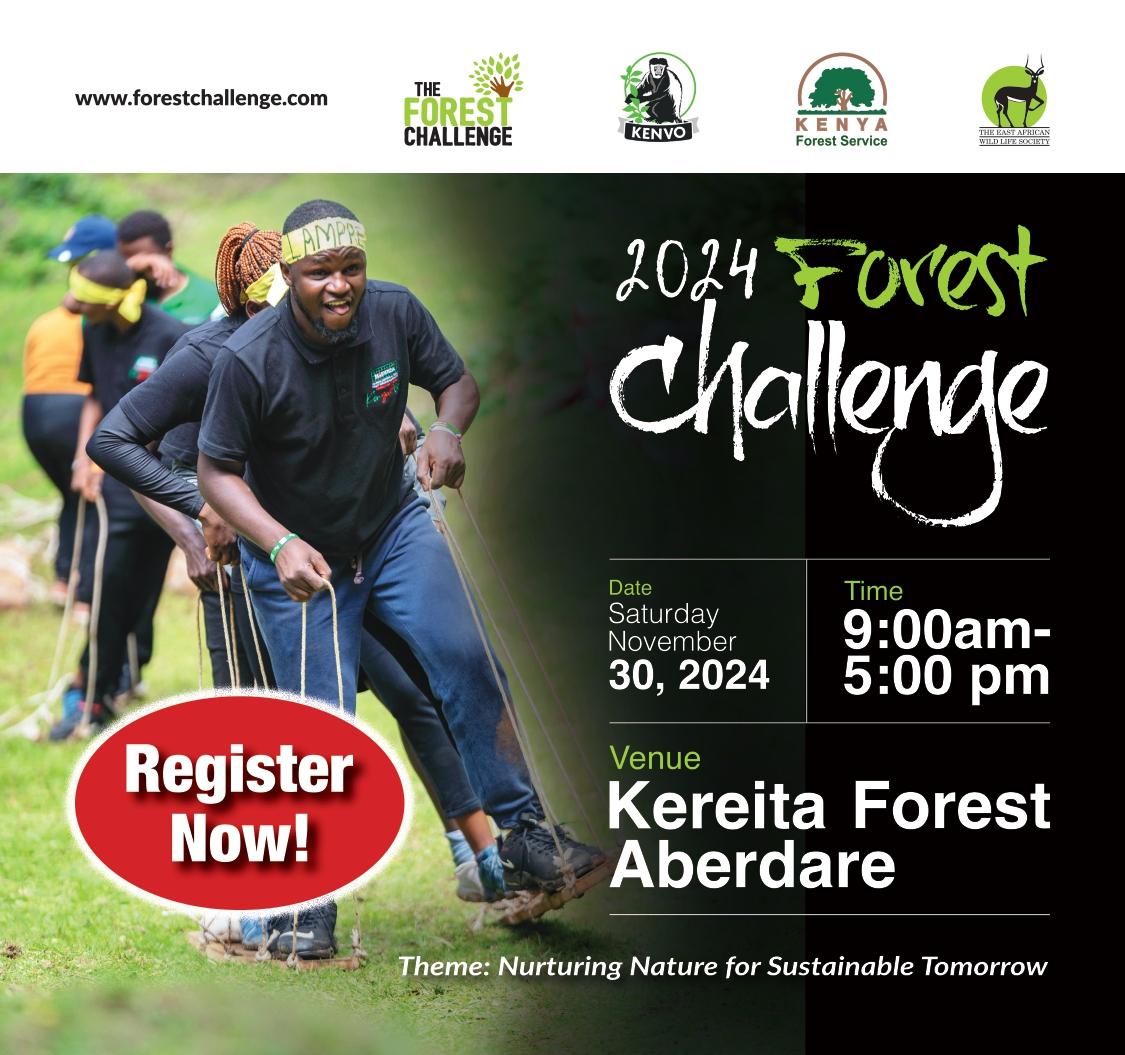 www.forestchallenge.com
THE
FOREST
CHALLENGE
KENVO
KENYA
Forest Service
THE EAST AFRICAN
WILD LIFE SOCIETY
LAMPPE
2024 Forest
Challenge
Date
Saturday
November
30, 2024
Time
9:00am-
5:00 pm
Venue
Kereita Forest
Aberdare
Register
Now!
Theme: Nurturing Nature for Sustainable Tomorrow